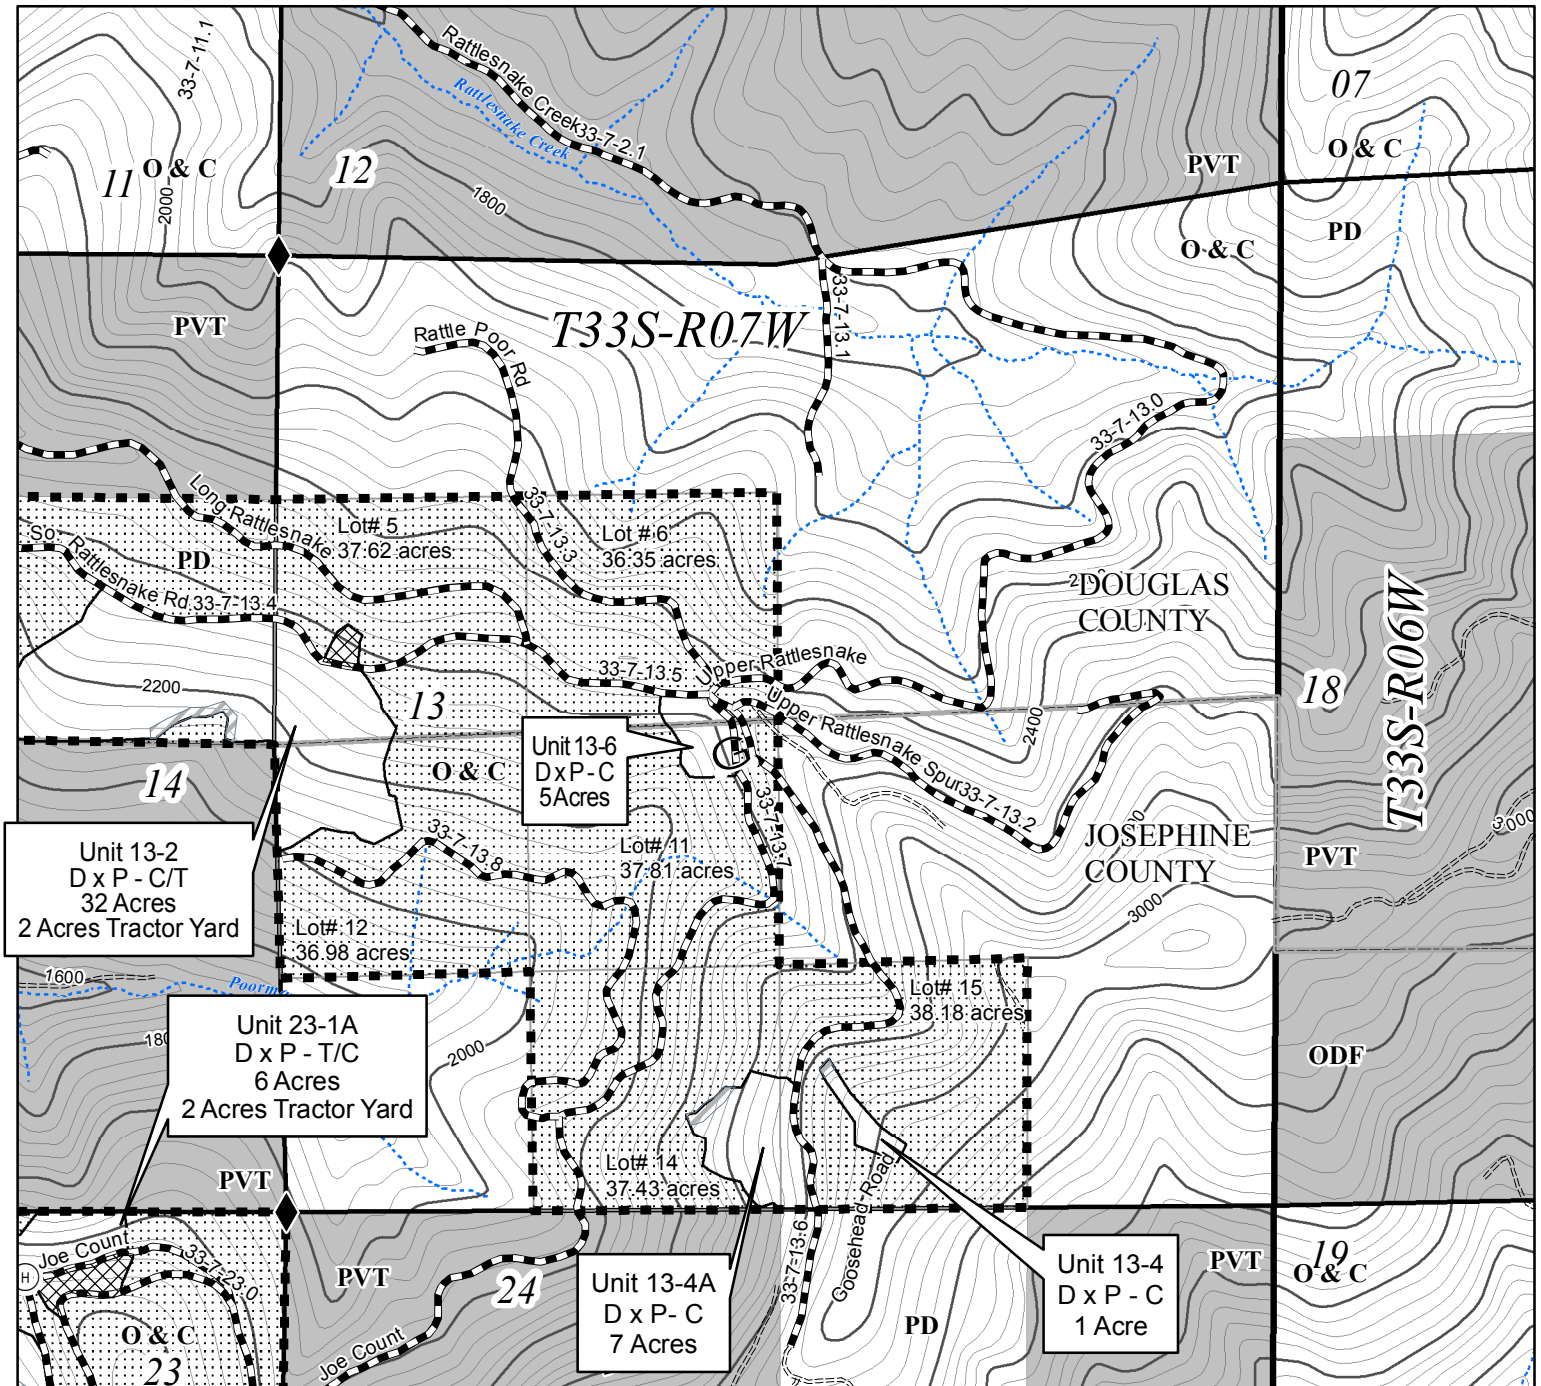 33-7-11.1
Rattlesnake Creek 33-7-2.1
Rattlesnake Creek
07
O & C
11
O & C
12
PVT
O & C
2000
1800
O & C
PD
PVT
T33S-R07W
33-7-13.1
Rattle Poor Rd
33-7-13.0
Long Rattlesnake
Lot# 5
37.62 acres
33-7-13.3
Lot # 6
36.35 acres
So. Rattlesnake Rd. 33-7-13.4
PD
DOUGLAS
COUNTY
T33S-R06W
33-7-13.5
Upper Rattlesnake
2200
13
18
Upper Rattlesnake Spur 33-7-13.2
2400
14
O & C
Unit 13-6
D x P - C
5 Acres
33-7-13.7
JOSEPHINE
COUNTY
PVT
Unit 13-2
D x P - C/T
32 Acres
2 Acres Tractor Yard
33-7-13.8
Lot# 11
37.81 acres
3000
Lot# 12
36.98 acres
1600
Lot# 15
38.18 acres
2000
ODF
Unit 23-1A
D x P - T/C
6 Acres
2 Acres Tractor Yard
PVT
Lot# 14
37.43 acres
Goosehead Road
Joe Count
33-7-23.0
H
PVT
24
Unit 13-4A
D x P- C
7 Acres
33-7-13.6
Unit 13-4
D x P - C
1 Acre
PVT
19
O & C
PD
O & C
23
Joe Count